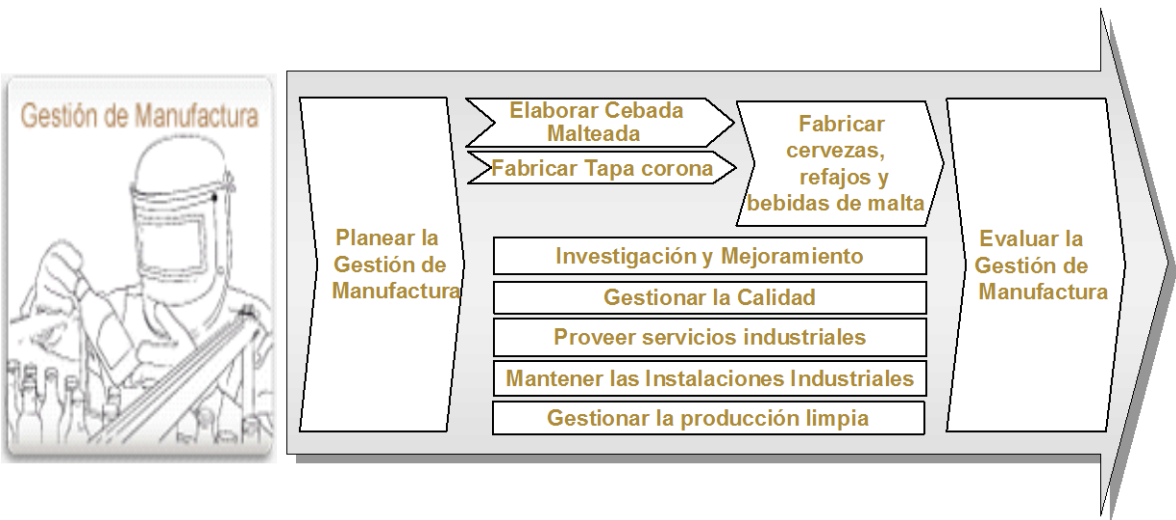 Gestión de Manufactura
Planear la
Gestión de
Manufactura
Elaborar Cebada
Malteada
Fabricar Tapa corona
Fabricar
cervezas,
refajos y
bebidas de malta
Investigación y Mejoramiento
Gestionar la Calidad
Proveer servicios industriales
Mantener las Instalaciones Industriales
Gestionar la producción limpia
Evaluar la
Gestión de
Manufactura